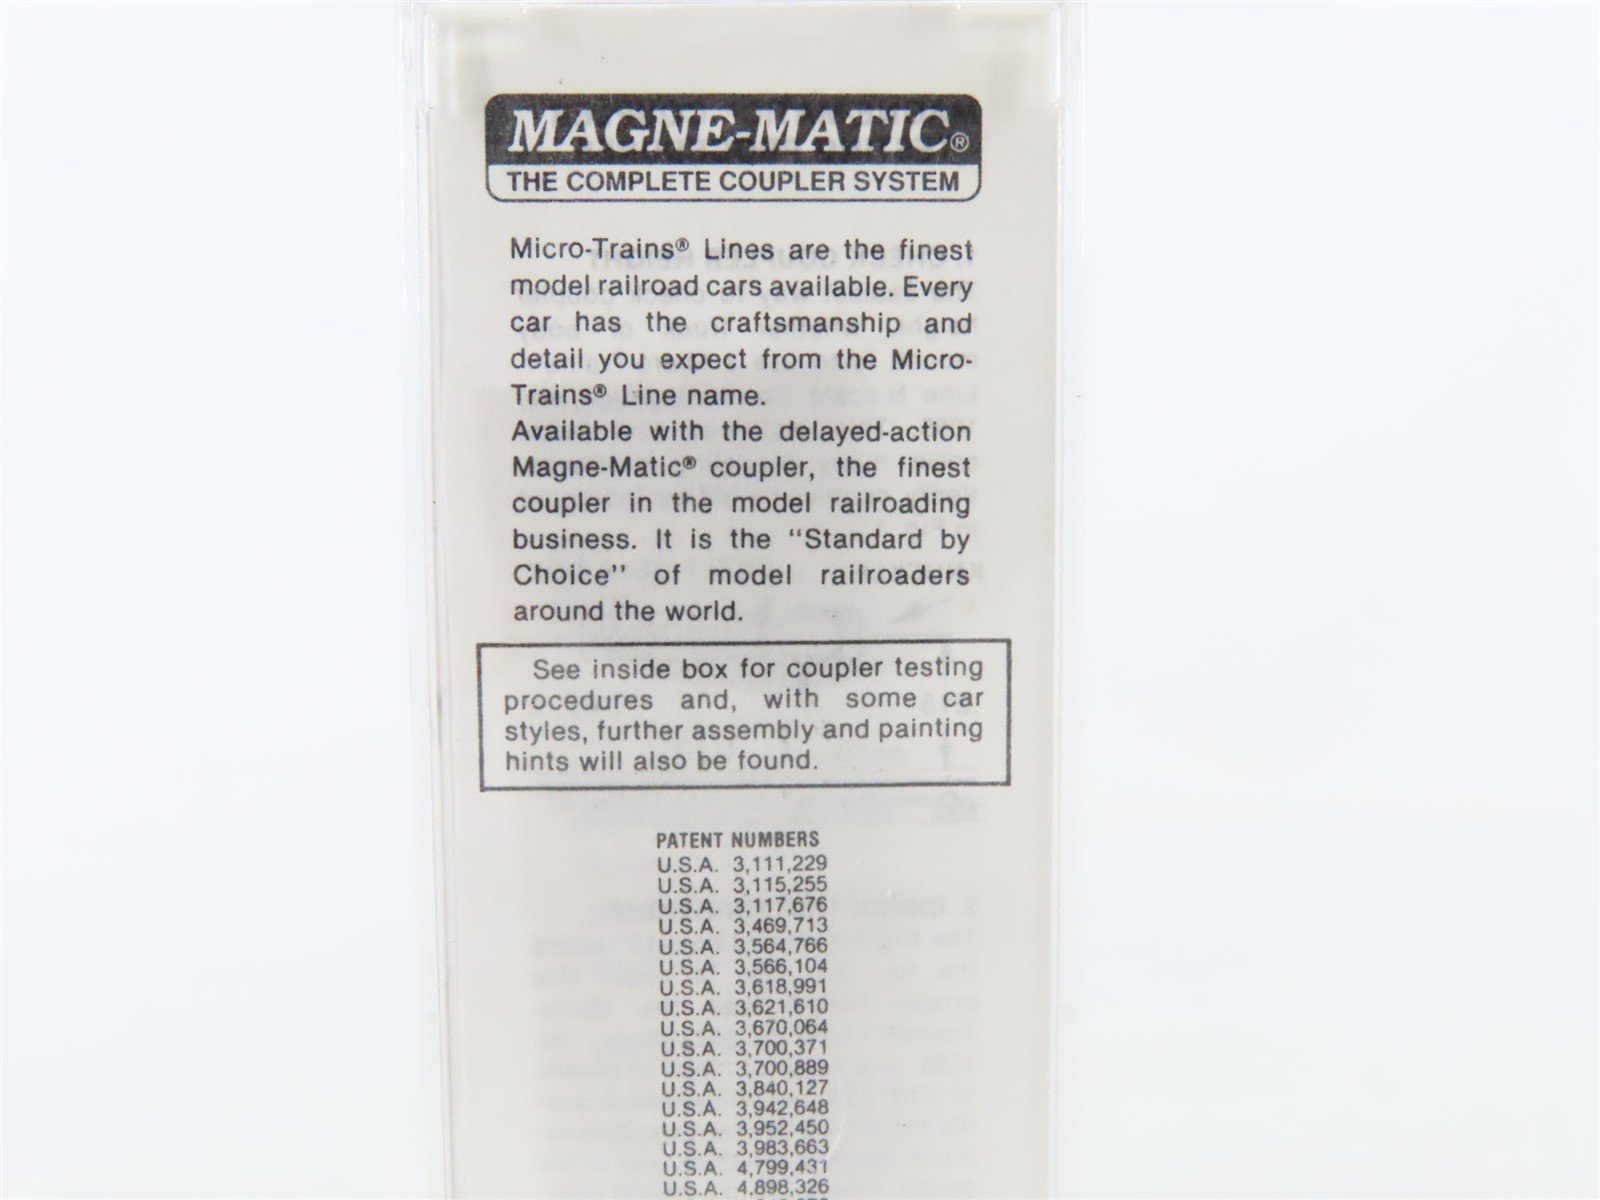 MAGNE-MATIC®
THE COMPLETE COUPLER SYSTEM
Micro-Trains® Lines are the finest
model railroad cars available. Every
car has the craftsmanship and
detail you expect from the Micro-
Trains® Line name.
Available with the delayed-action
Magne-Matic® coupler, the finest
coupler in the model railroading
business. It is the "Standard by
Choice" of model railroaders
around the world.
See inside box for coupler testing
procedures and, with some car
styles, further assembly and painting
hints will also be found.
PATENT NUMBERS
U.S.A. 3,111,229
U.S.A. 3,115,255
U.S.A. 3,117,676
U.S.A. 3,469,713
U.S.A. 3,564,766
U.S.A. 3,566,104
U.S.A. 3,618,991
U.S.A. 3,621,610
U.S.A. 3,670,064
U.S.A. 3,700,371
U.S.A. 3,700,889
U.S.A. 3,840,127
U.S.A. 3,942,648
U.S.A. 3,952,450
U.S.A. 3,983,663
U.S.A. 4,799,431
U.S.A. 4,898,326